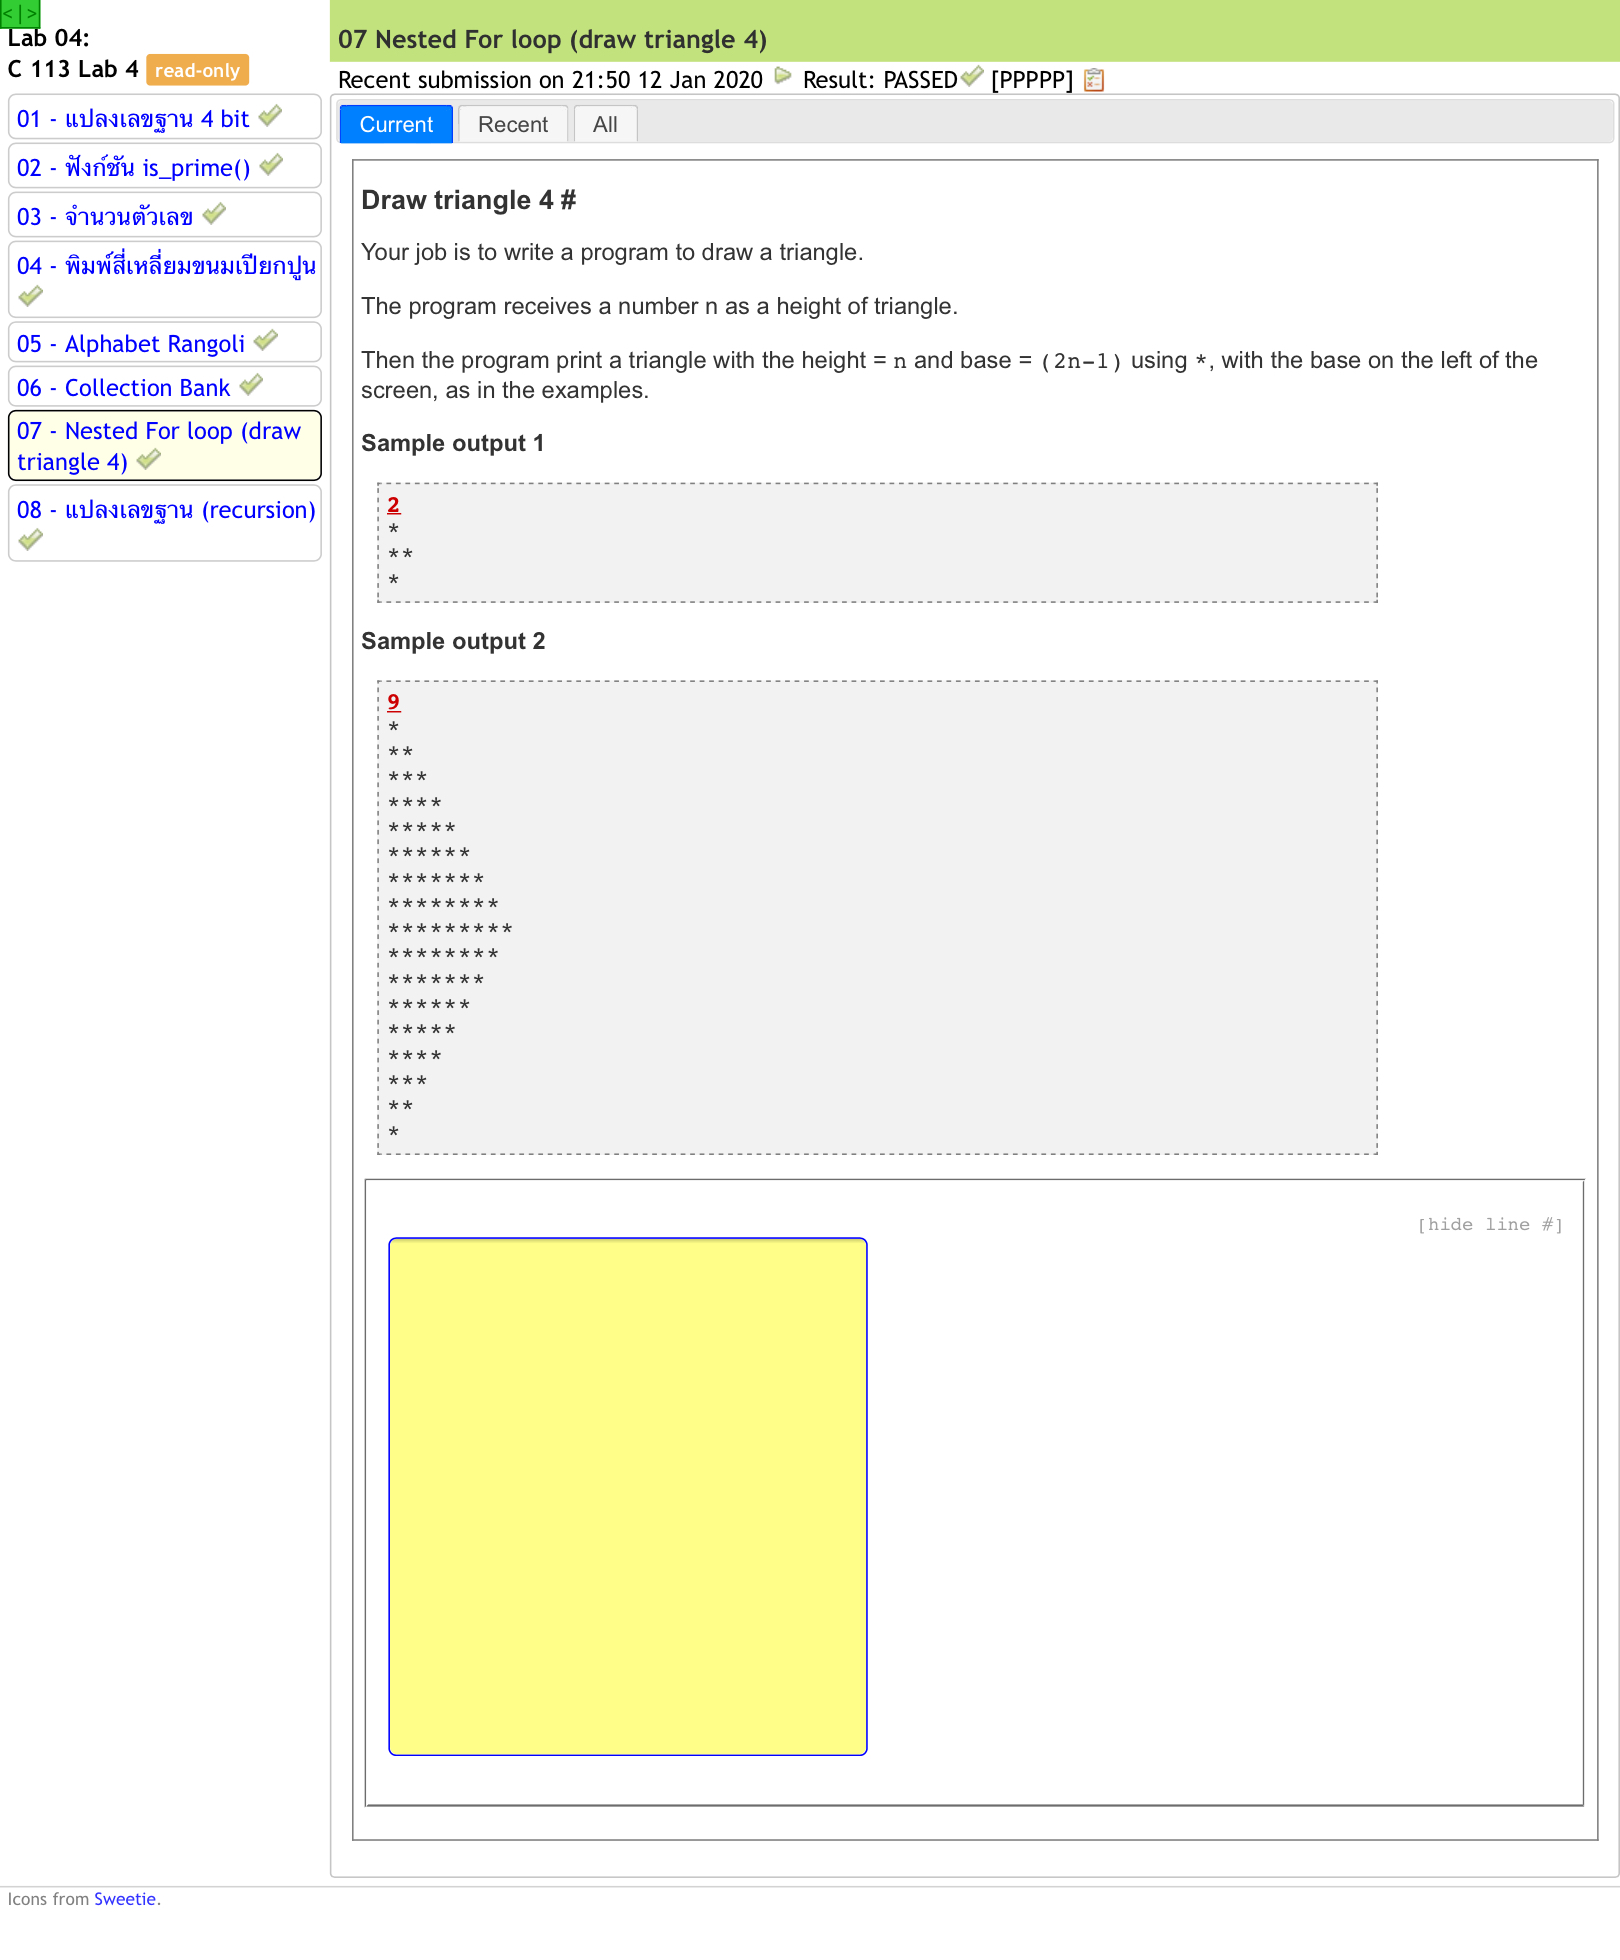 <|>
Lab 04:
C 113 Lab 4 read-only
01 - แปลงเลขฐาน 4 bit
02 - ฟังก์ชัน is_prime()
03 - จำนวนตัวเลข
04 - พิมพ์สี่เหลี่ยมขนมเปียกปูน
05 - Alphabet Rangoli
06 - Collection Bank
07 - Nested For loop (draw
triangle 4)
08 - แปลงเลขฐาน (recursion)
07 Nested For loop (draw triangle 4)
Recent submission on 21:50 12 Jan 2020 Result: PASSED [PPPPP]
Current Recent All
Draw triangle 4 #
Your job is to write a program to draw a triangle.
The program receives a number n as a height of triangle.
Then the program print a triangle with the height = n and base = (2n-1) using *, with the base on the left of the
screen, as in the examples.
Sample output 1
2
*
**
*
Sample output 2
9
*
**
***
****
*****
******
*******
********
*********
********
*******
******
*****
****
***
**
*
[hide line #]
Icons from Sweetie.